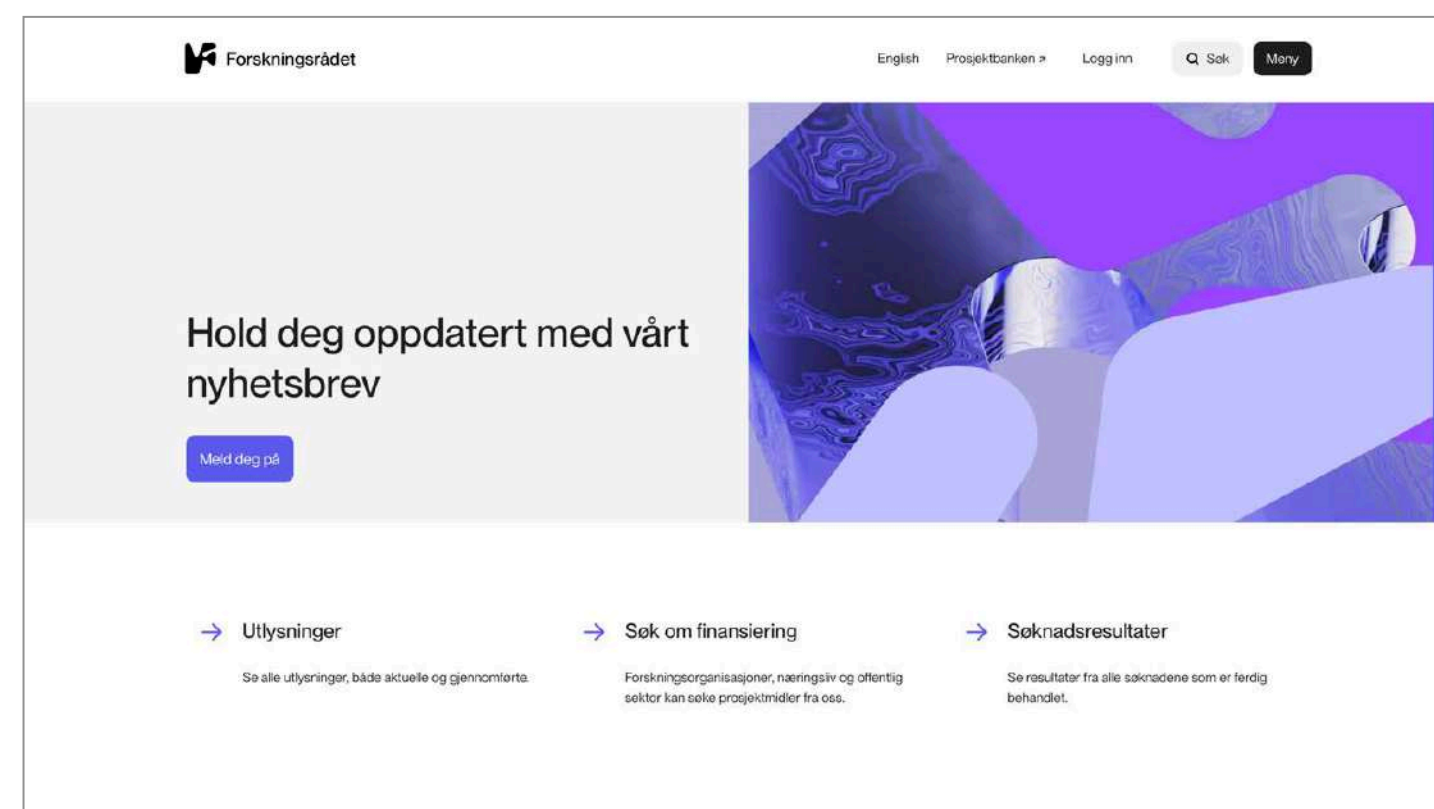 Forskningsrådet
English Prosjektbanken ↗ Logg inn Søk Meny
Hold deg oppdatert med vårt
nyhetsbrev
Meld deg på
→ Utlysninger
Se alle utlysninger, både aktuelle og gjennomførte.
→ Søk om finansiering
Forskningsorganisasjoner, næringsliv og offentlig
sektor kan søke prosjektmidler fra oss.
→ Søknadsresultater
Se resultater fra alle søknadene som er ferdig
behandlet.